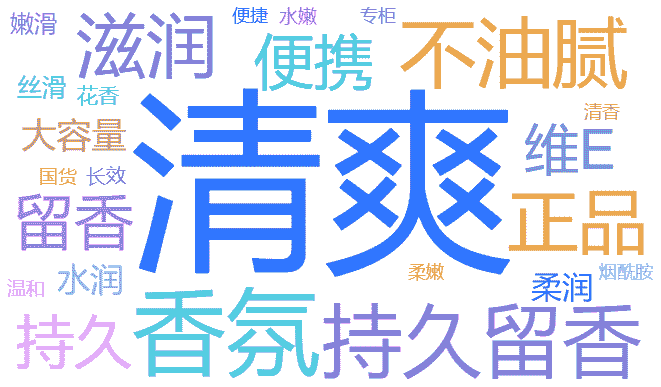 嫩滑
滋润
便捷
水嫩
专柜
便携
不油腻
丝滑
花香
清爽
清香
大容量
维E
国货
长效
留香
正品
温和
水润
柔嫩
柔润
烟酰胺
持久
香氛
持久留香